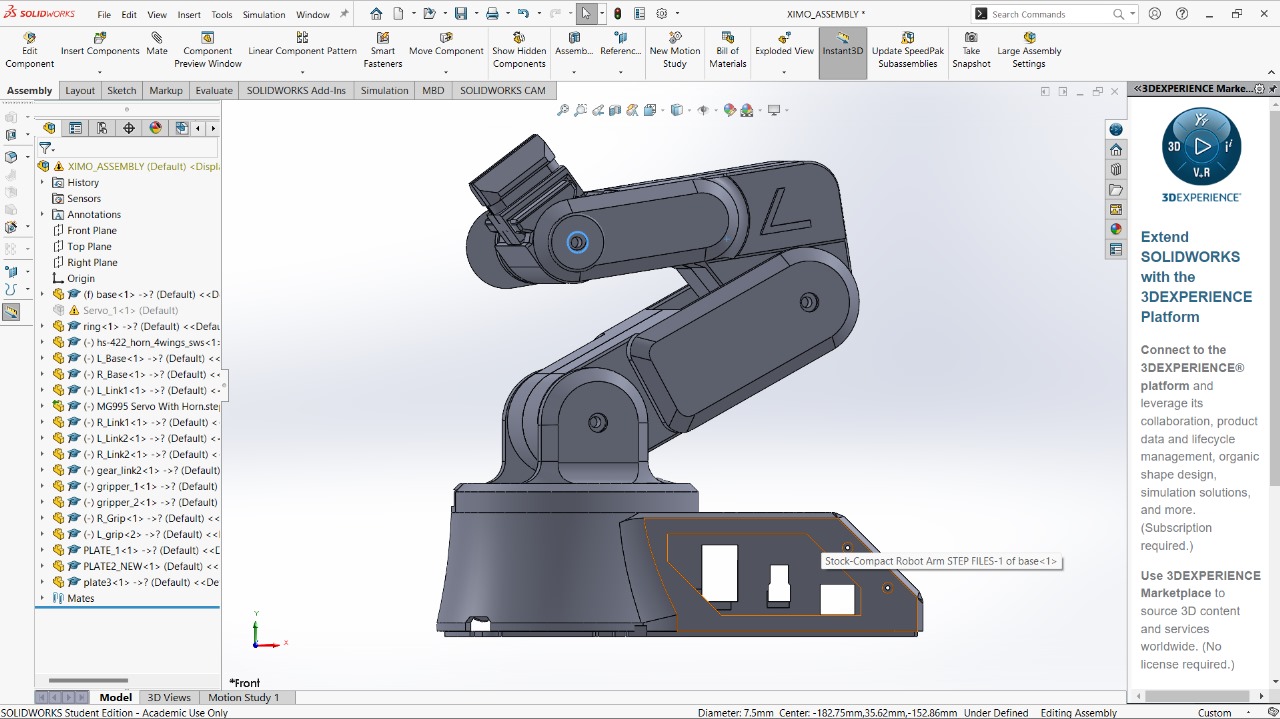 SOLIDWORKS
File Edit View Insert Tools Simulation Window
XIMO_ASSEMBLY *
Search Commands
Edit Component
Insert Components
Mate
Component Preview Window
Linear Component Pattern
Smart Fasteners
Move Component
Show Hidden Components
Assemb...
Referenc...
New Motion Study
Bill of Materials
Exploded View
Instant3D
Update SpeedPak Subassemblies
Take Snapshot
Large Assembly Settings
Assembly Layout Sketch Markup Evaluate SOLIDWORKS Add-Ins Simulation MBD SOLIDWORKS CAM
XIMO_ASSEMBLY (Default) <Displ
History
Sensors
Annotations
Front Plane
Top Plane
Right Plane
Origin
(f) base<1> ->? (Default) <<D
Servo_1<1> (Default)
ring<1> ->? (Default) <<Defau
(-) hs-422_horn_4wings_sws<1>
(-) L_Base<1> ->? (Default) <<
(-) R_Base<1> ->? (Default) <<
(-) L_Link1<1> ->? (Default) <<
(-) MG995 Servo With Horn.step
(-) R_Link1<1> ->? (Default) <<
(-) L_Link2<1> ->? (Default) <<
(-) R_Link2<1> ->? (Default) <<
(-) gear_link2<1> ->? (Default)
(-) gripper_1<1> ->? (Default)
(-) gripper_2<1> ->? (Default)
(-) R_Grip<1> ->? (Default) <<
(-) L_grip<2> ->? (Default) <<
PLATE_1<1> ->? (Default) <<D
PLATE2_NEW<1> ->? (Default)
plate3<1> ->? (Default) <<De
Mates
Stock-Compact Robot Arm STEP FILES-1 of base<1>
Y
X
*Front
3DEXPERIENCE Marke...
3D
V.R
3DEXPERIENCE
Extend
SOLIDWORKS
with the
3DEXPERIENCE
Platform
Connect to the
3DEXPERIENCE®
platform and
leverage its
collaboration, product
data and lifecycle
management, organic
shape design,
simulation solutions,
and more.
(Subscription
required.)
Use 3DEXPERIENCE
Marketplace to
source 3D content
and services
worldwide. (No
license required.)
Model 3D Views Motion Study 1
SOLIDWORKS Student Edition - Academic Use Only
Diameter: 7.5mm Center: -182.75mm,35.62mm,-152.86mm Under Defined Editing Assembly Custom